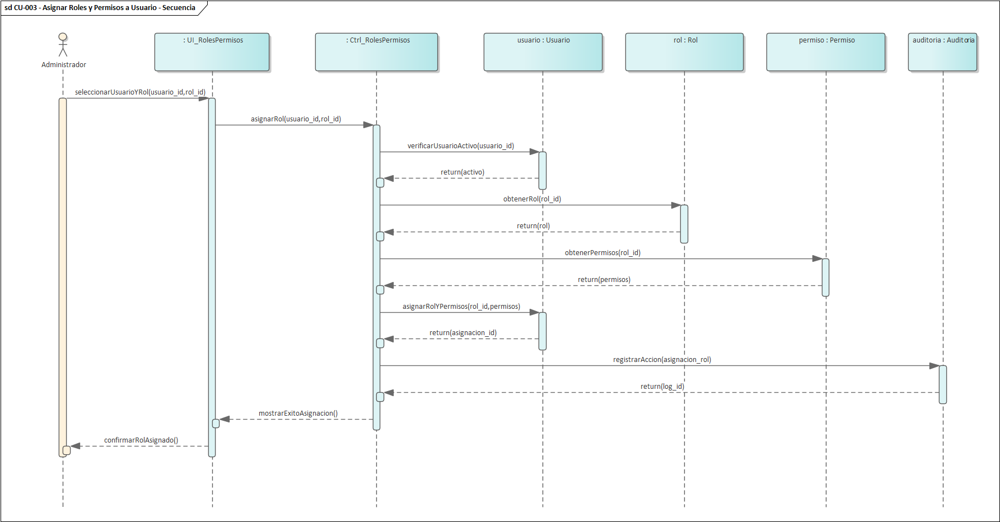 sd CU-003 - Asignar Roles y Permisos a Usuario - Secuencia
Administrador
: UI_RolesPermisos
: Ctrl_RolesPermisos
usuario : Usuario
rol : Rol
permiso : Permiso
auditoria : Auditoria
seleccionarUsuarioYRol(usuario_id,rol_id)
asignarRol(usuario_id,rol_id)
verificarUsuarioActivo(usuario_id)
return(activo)
obtenerRol(rol_id)
return(rol)
obtenerPermisos(rol_id)
return(permisos)
asignarRolYPermisos(rol_id,permisos)
return(asignacion_id)
registrarAccion(asignacion_rol)
return(log_id)
mostrarExitoAsignacion()
confirmarRolAsignado()